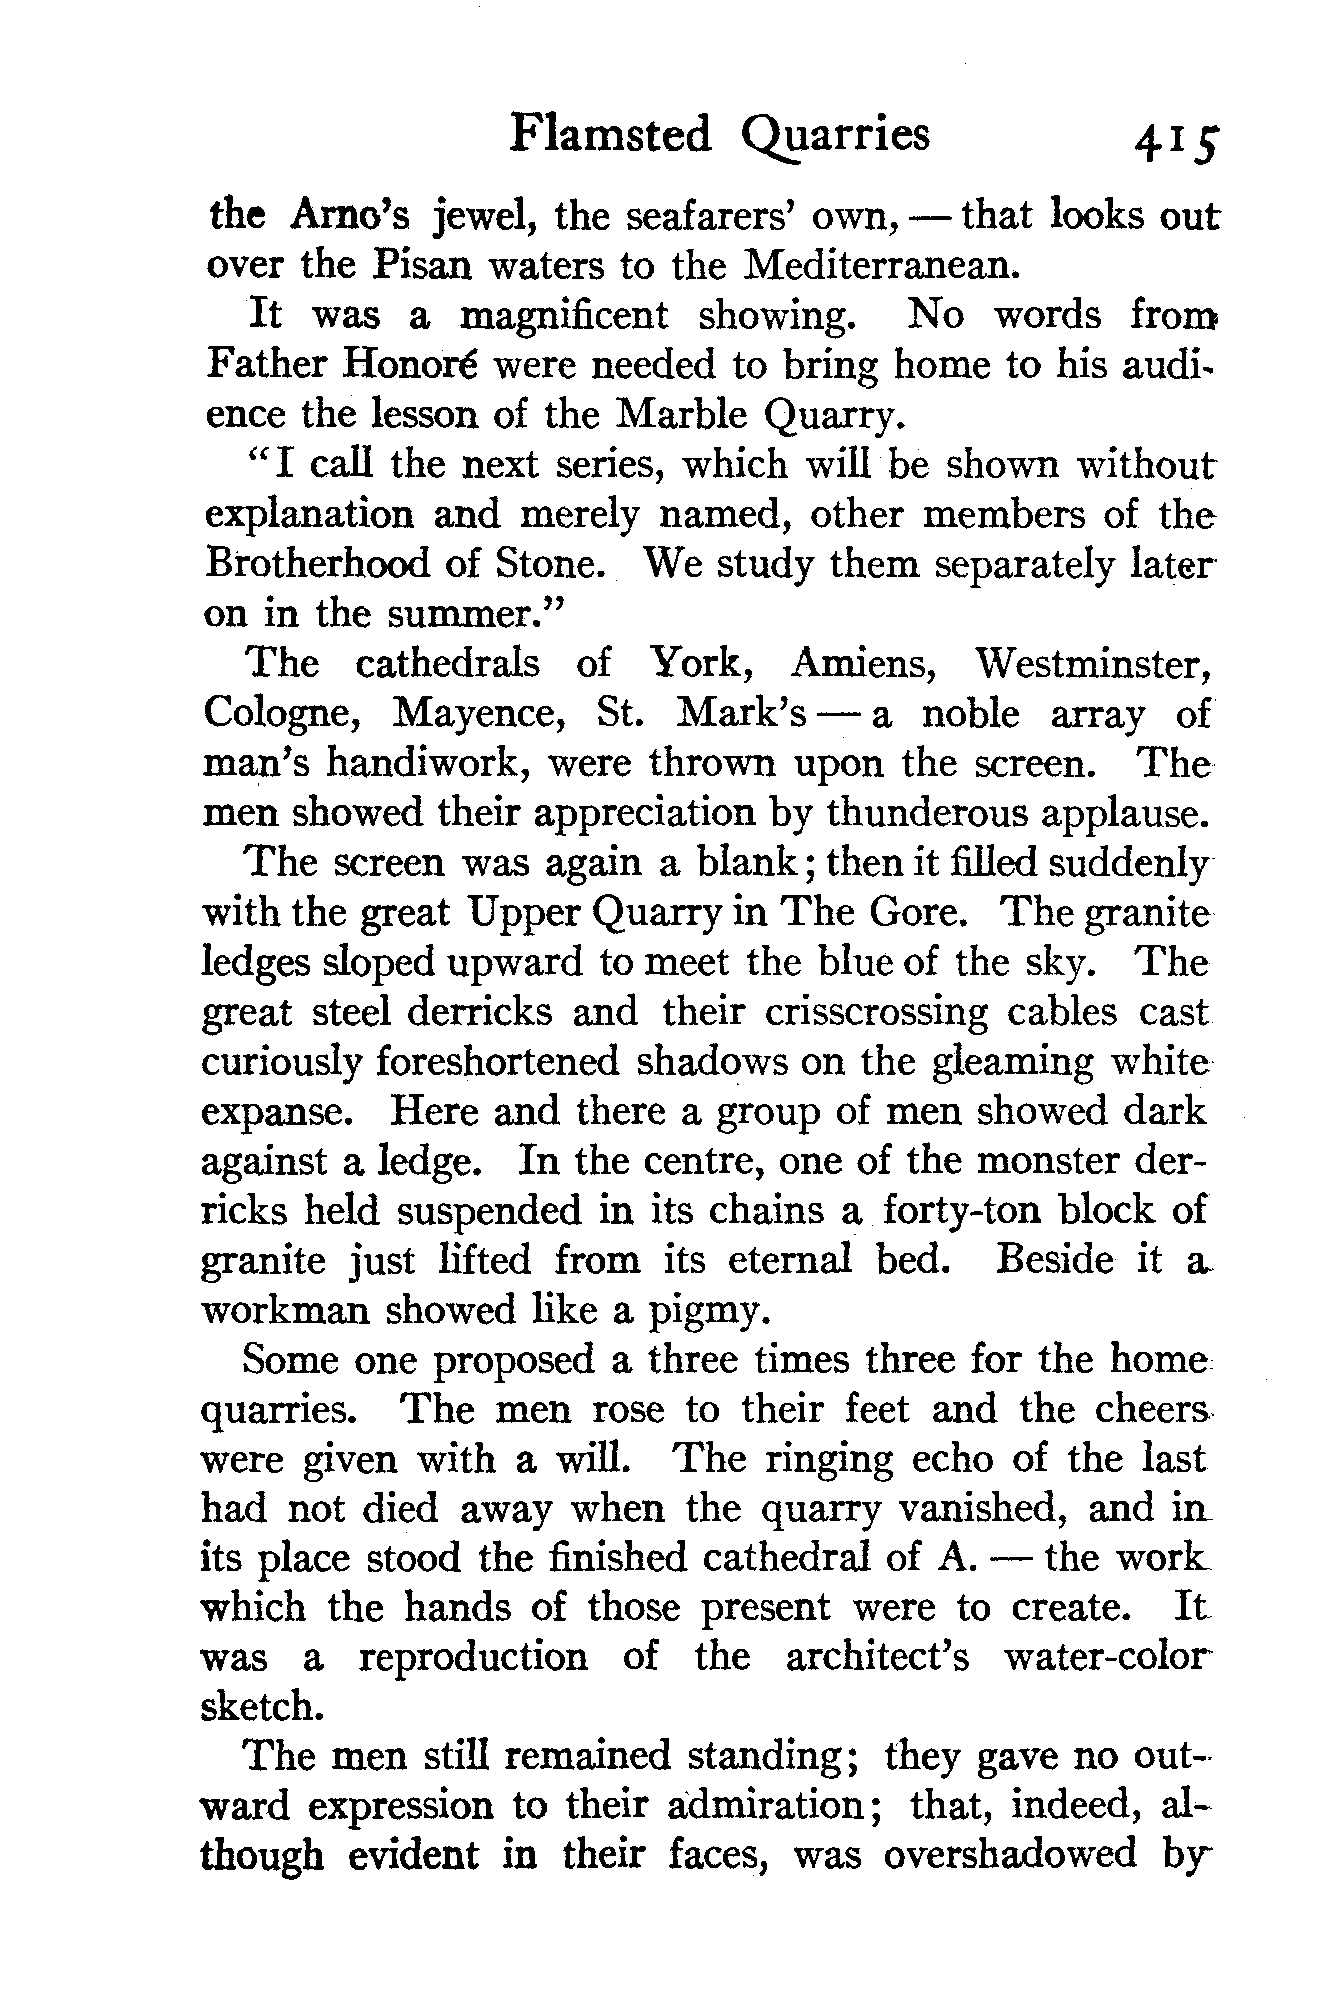 Flamsted Quarries 415
the Arno's jewel, the seafarers' own, — that looks out
over the Pisan waters to the Mediterranean.
It was a magnificent showing. No words from
Father Honoré were needed to bring home to his audi-
ence the lesson of the Marble Quarry.
"I call the next series, which will be shown without
explanation and merely named, other members of the
Brotherhood of Stone. We study them separately later
on in the summer."
The cathedrals of York, Amiens, Westminster,
Cologne, Mayence, St. Mark's — a noble array of
man's handiwork, were thrown upon the screen. The
men showed their appreciation by thunderous applause.
The screen was again a blank; then it filled suddenly
with the great Upper Quarry in The Gore. The granite
ledges sloped upward to meet the blue of the sky. The
great steel derricks and their crisscrossing cables cast
curiously foreshortened shadows on the gleaming white
expanse. Here and there a group of men showed dark
against a ledge. In the centre, one of the monster der-
ricks held suspended in its chains a forty-ton block of
granite just lifted from its eternal bed. Beside it a
workman showed like a pigmy.
Some one proposed a three times three for the home
quarries. The men rose to their feet and the cheers
were given with a will. The ringing echo of the last
had not died away when the quarry vanished, and in
its place stood the finished cathedral of A. — the work
which the hands of those present were to create. It
was a reproduction of the architect's water-color
sketch.
The men still remained standing; they gave no out-
ward expression to their admiration; that, indeed, al-
though evident in their faces, was overshadowed by